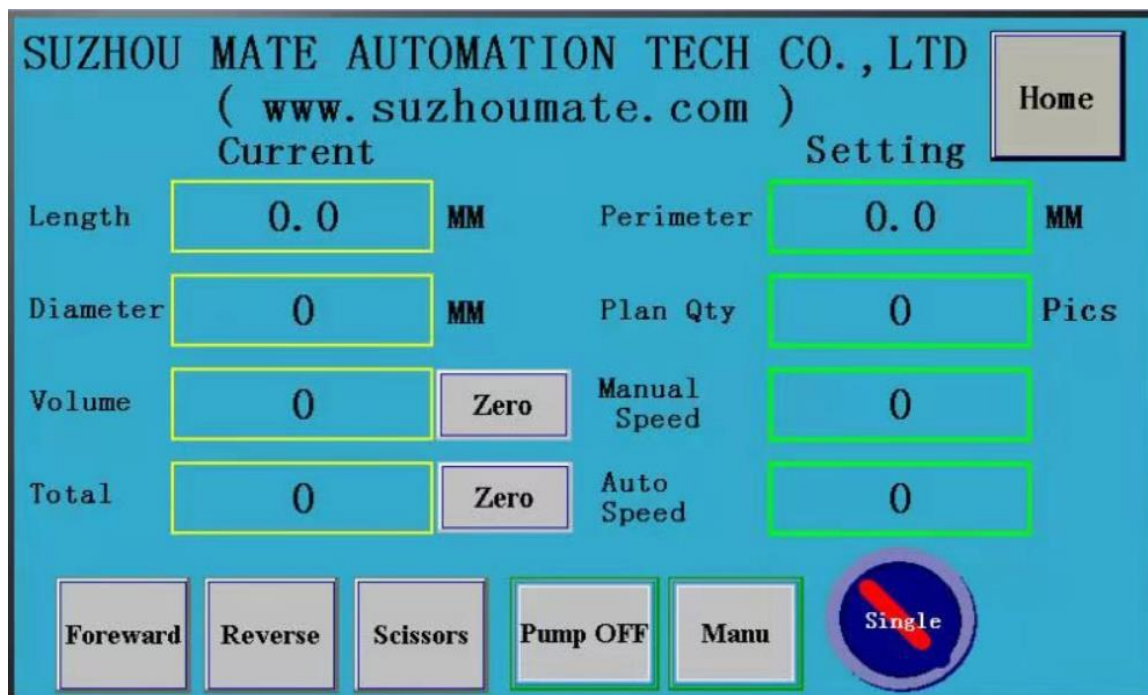 SUZHOU MATE AUTOMATION TECH CO.,LTD
( www.suzhoumate.com )
Home
Current
Setting
Length 0.0 MM
Perimeter 0.0 MM
Diameter 0 MM
Plan Qty 0 Pics
Volume 0 Zero
Manual
Speed
0
Total 0 Zero
Auto
Speed
0
Foreward
Reverse
Scissors
Pump OFF
Manu
Single